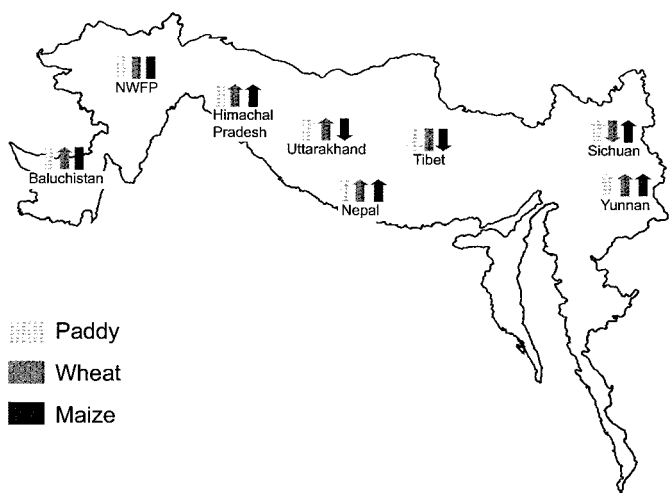 NWFP
Himachal
Pradesh
Uttarakhand
Tibet
Sichuan
Baluchistan
Nepal
Yunnan
Paddy
Wheat
Maize